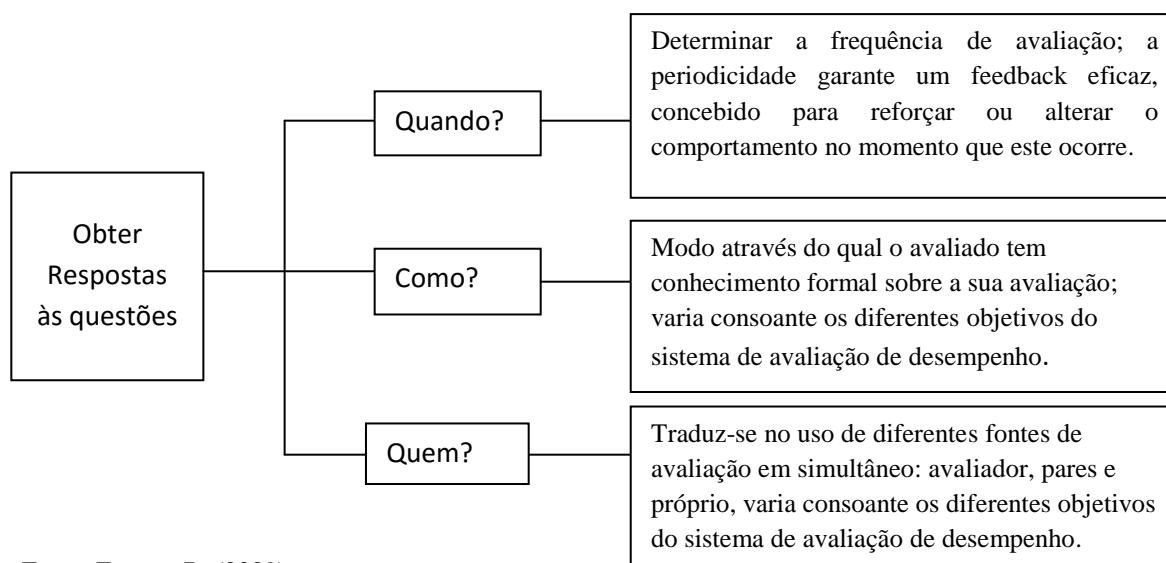 Obter
Respostas
às questões
Quando?
Determinar a frequência de avaliação; a
periodicidade garante um feedback eficaz,
concebido para reforçar ou alterar o
comportamento no momento que este ocorre.
Como?
Modo através do qual o avaliado tem
conhecimento formal sobre a sua avaliação;
varia consoante os diferentes objetivos do
sistema de avaliação de desempenho.
Quem?
Traduz-se no uso de diferentes fontes de
avaliação em simultâneo: avaliador, pares e
próprio, varia consoante os diferentes objetivos
do sistema de avaliação de desempenho.